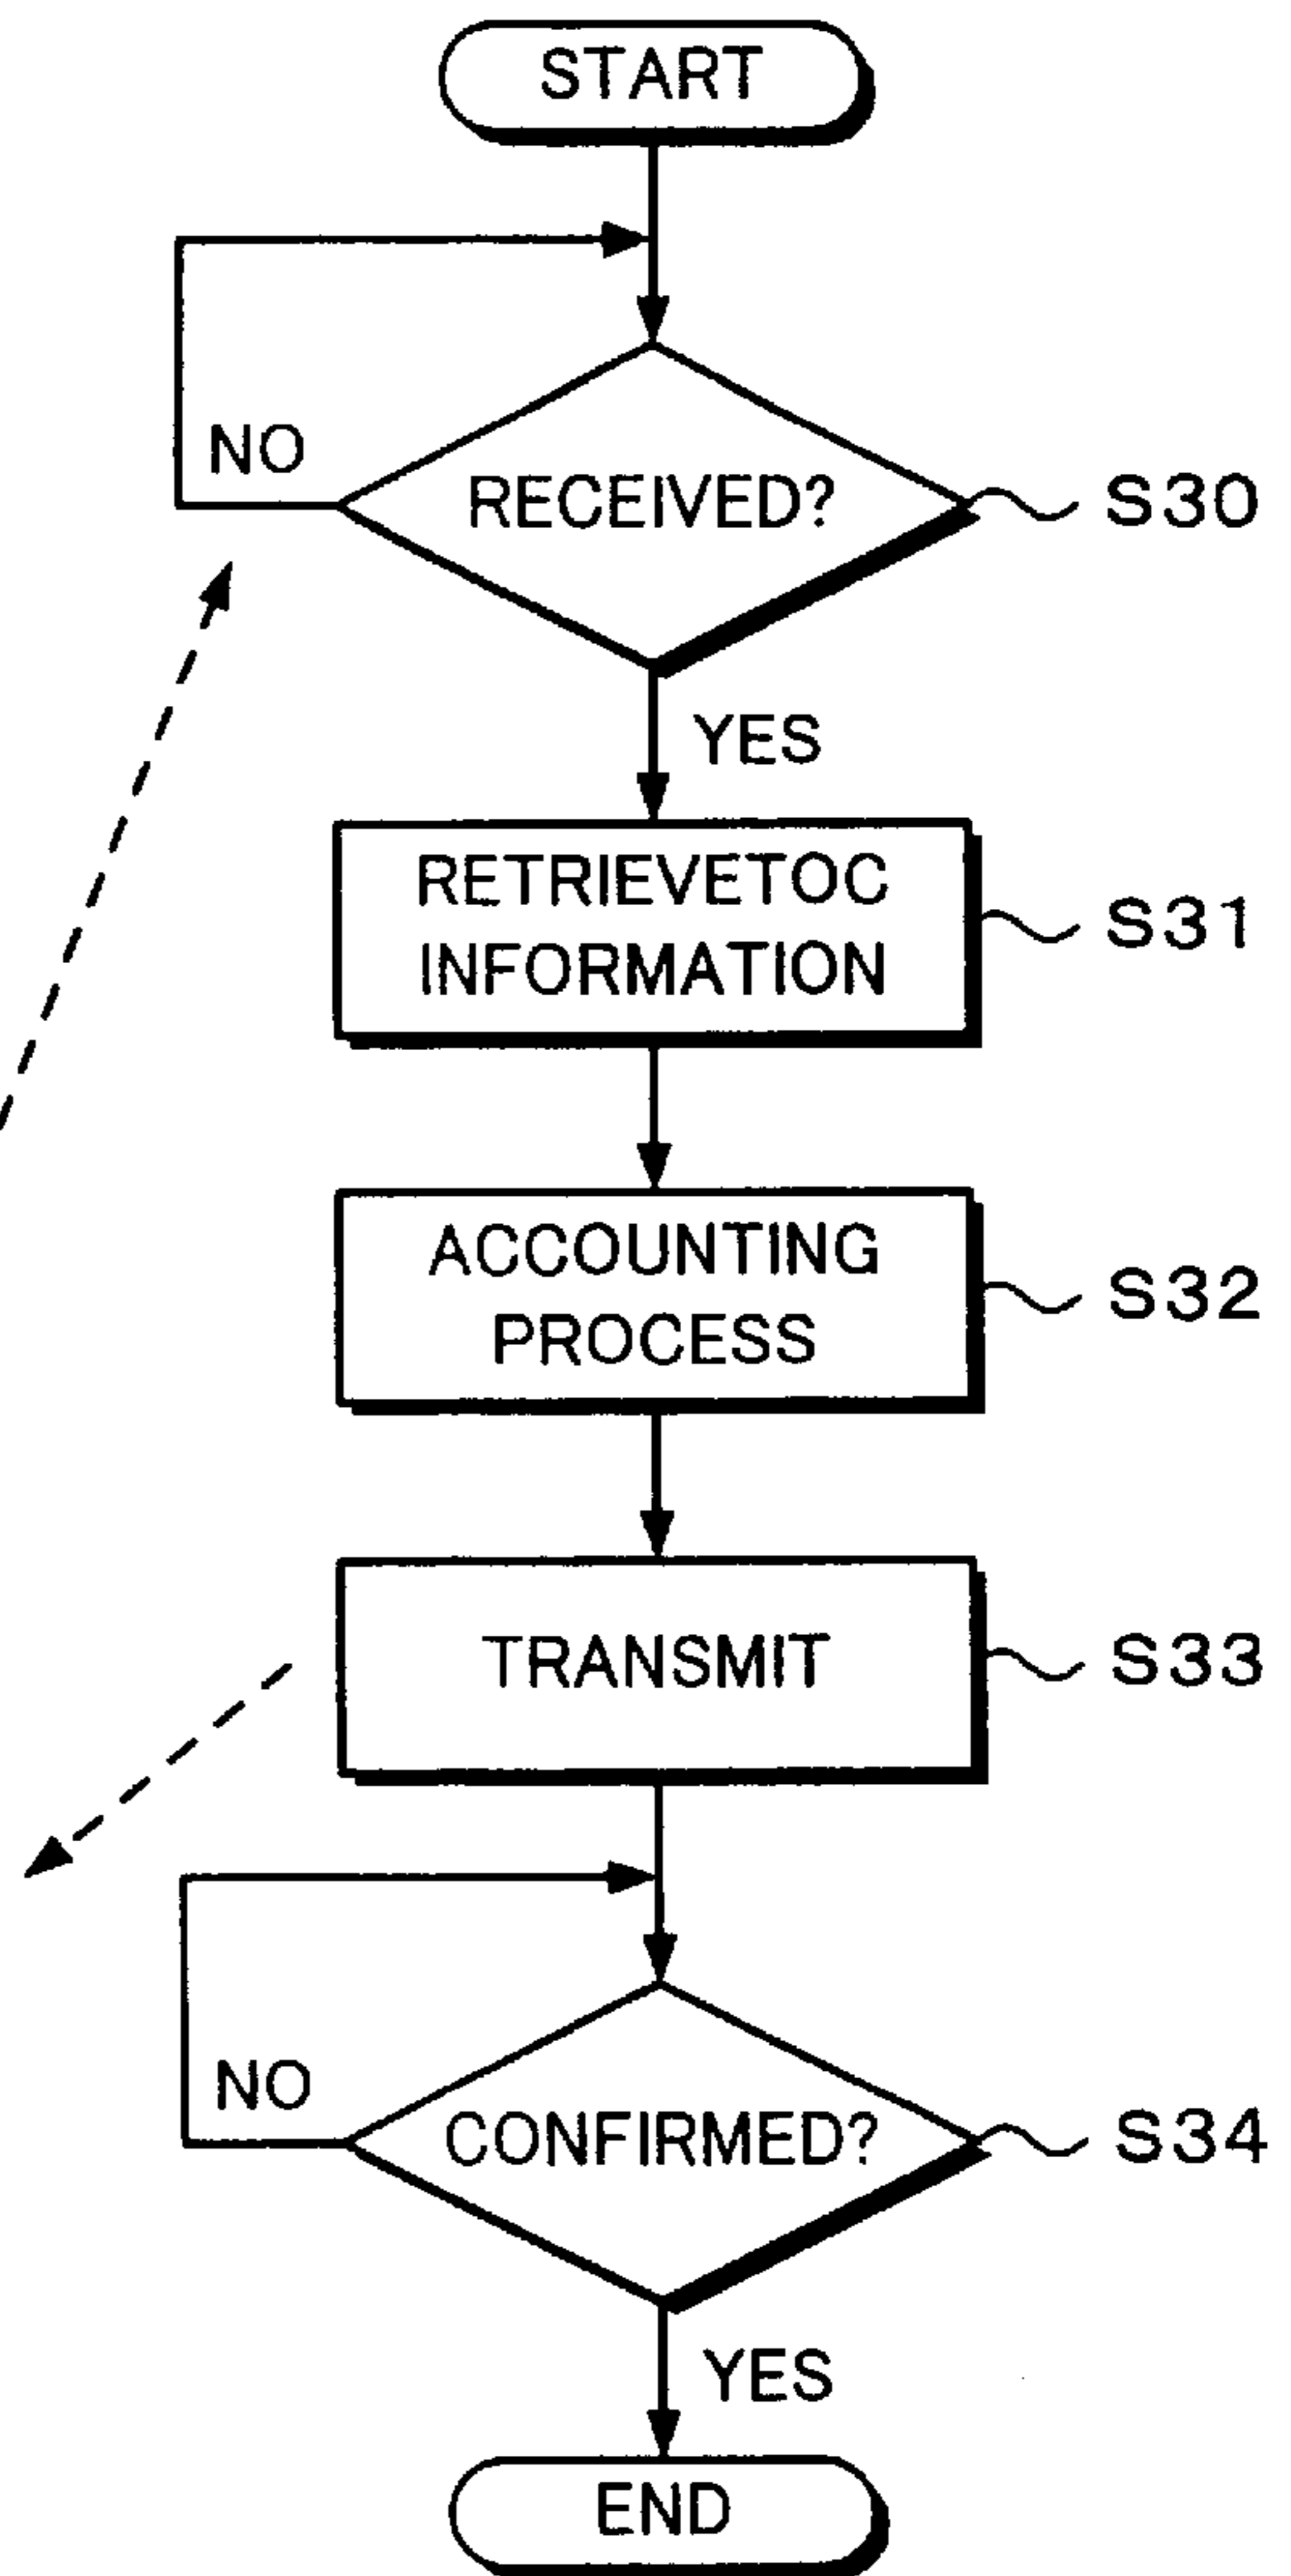 START
NO
RECEIVED?
S30
YES
RETRIEVETOC
INFORMATION
S31
ACCOUNTING
PROCESS
S32
TRANSMIT
S33
NO
CONFIRMED?
S34
YES
END